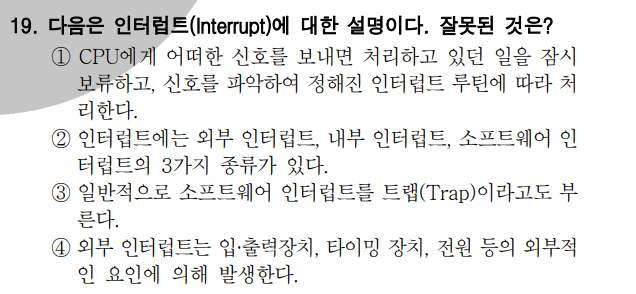 19. 다음은 인터럽트(Interrupt)에 대한 설명이다. 잘못된 것은?
① CPU에게 어떠한 신호를 보내면 처리하고 있던 일을 잠시
보류하고, 신호를 파악하여 정해진 인터럽트 루틴에 따라 처
리한다.
② 인터럽트에는 외부 인터럽트, 내부 인터럽트, 소프트웨어 인
터럽트의 3가지 종류가 있다.
③ 일반적으로 소프트웨어 인터럽트를 트랩(Trap)이라고도 부
른다.
④ 외부 인터럽트는 입·출력장치, 타이밍 장치, 전원 등의 외부적
인 요인에 의해 발생한다.